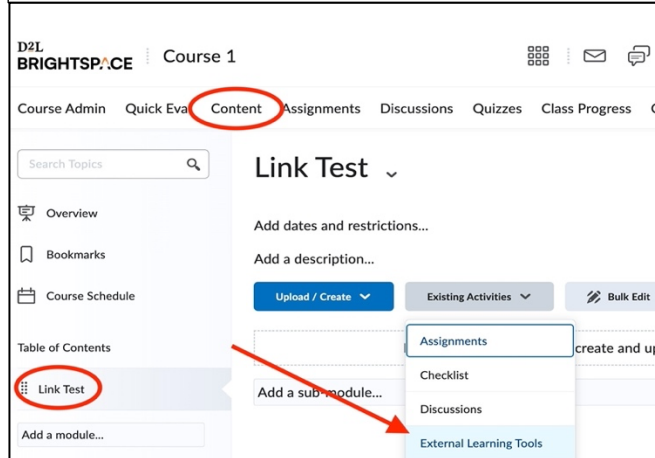 D2L
BRIGHTSPACE Course 1
Course Admin Quick Eval Content Assignments Discussions Quizzes Class Progress
Search Topics
Link Test
Overview
Add dates and restrictions...
Bookmarks
Add a description...
Course Schedule
Upload / Create Existing Activities Bulk Edit
Table of Contents
Assignments
create and
Link Test
Add a sub-module...
Checklist
Discussions
Add a module...
External Learning Tools